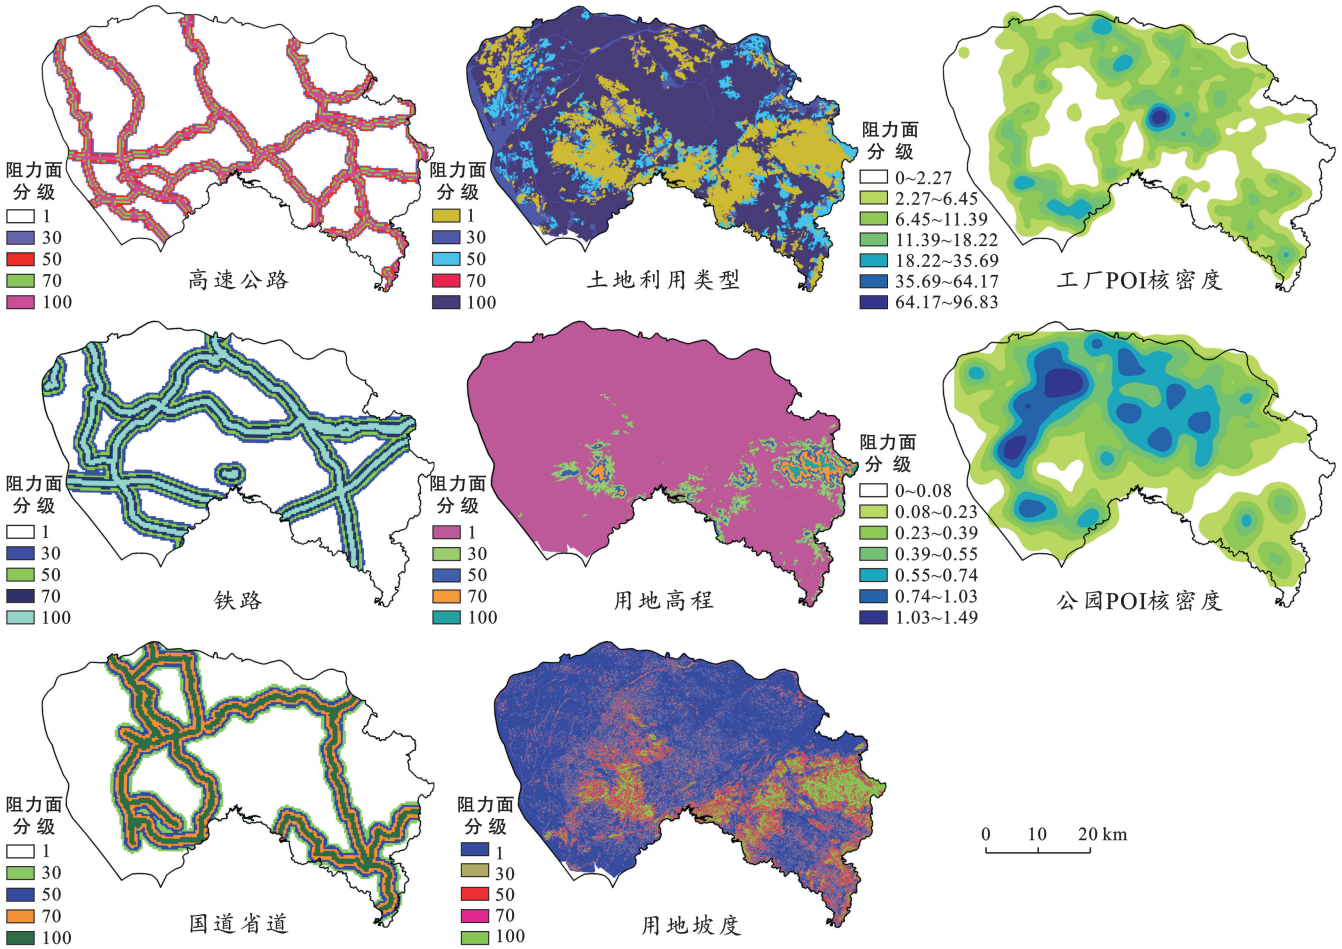 阻力面
分 级
1
30
50
70
100
高速公路
阻力面
分 级
1
30
50
70
100
土地利用类型
阻力面
分 级
0~2.27
2.27~6.45
6.45~11.39
11.39~18.22
18.22~35.69
35.69~64.17
64.17~96.83
工厂POI核密度
阻力面
分 级
1
30
50
70
100
铁路
阻力面
分 级
1
30
50
70
100
用地高程
阻力面
分 级
0~0.08
0.08~0.23
0.23~0.39
0.39~0.55
0.55~0.74
0.74~1.03
1.03~1.49
公园POI核密度
阻力面
分 级
1
30
50
70
100
国道省道
阻力面
分 级
1
30
50
70
100
用地坡度
0 10 20 km